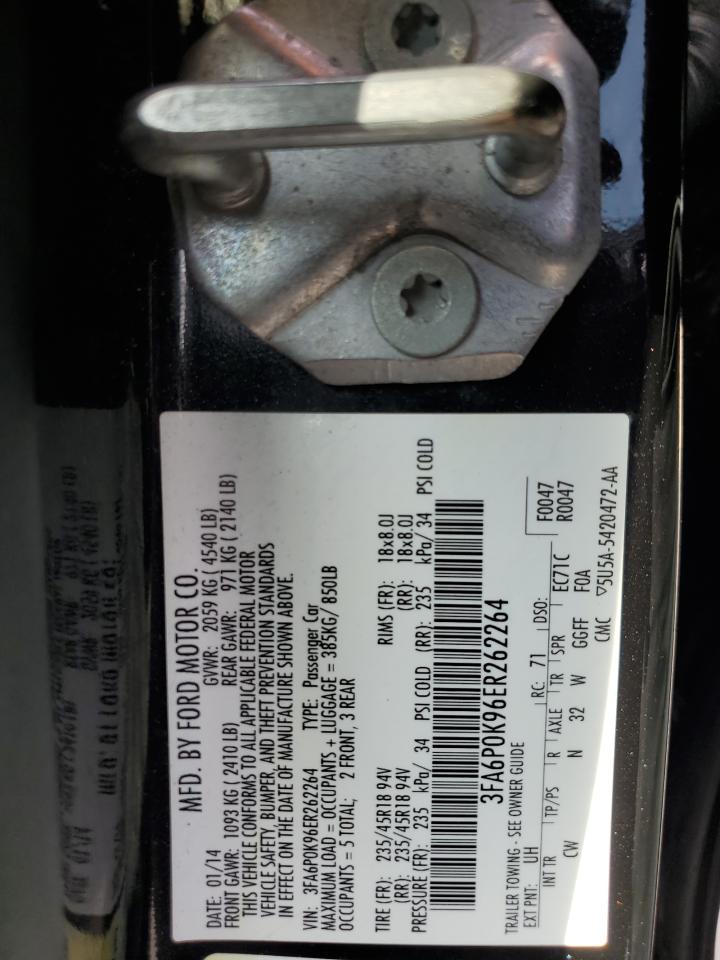 MFD. BY FORD MOTOR CO.
DATE: 01/14 GVWR: 2059 KG ( 4540 LB)
FRONT GAWR: 1093 KG ( 2410 LB) REAR GAWR: 971 KG ( 2140 LB)
THIS VEHICLE CONFORMS TO ALL APPLICABLE FEDERAL MOTOR
VEHICLE SAFETY, BUMPER, AND THEFT PREVENTION STANDARDS
IN EFFECT ON THE DATE OF MANUFACTURE SHOWN ABOVE.
VIN: 3FA6P0K96ER262264 TYPE: Passenger Car
MAXIMUM LOAD = OCCUPANTS + LUGGAGE = 385KG/ 850LB
OCCUPANTS = 5 TOTAL; 2 FRONT, 3 REAR
TIRE (FR): 235/45R18 94V RIMS (FR): 18x8.0J
(RR): 235/45R18 94V (RR): 18x8.0J
PRESSURE (FR): 235 kPa/ 34 PSI COLD (RR): 235 kPa/ 34 PSI COLD
3FA6P0K96ER262264
TRAILER TOWING - SEE OWNER GUIDE F0047
EXT PNT: UH RC: 71 DSO: R0047
INT TR TP/PS R AXLE TR SPR EC71C
CW N 32 W GGFF F0A
CMC ▽5U5A-5420472-AA